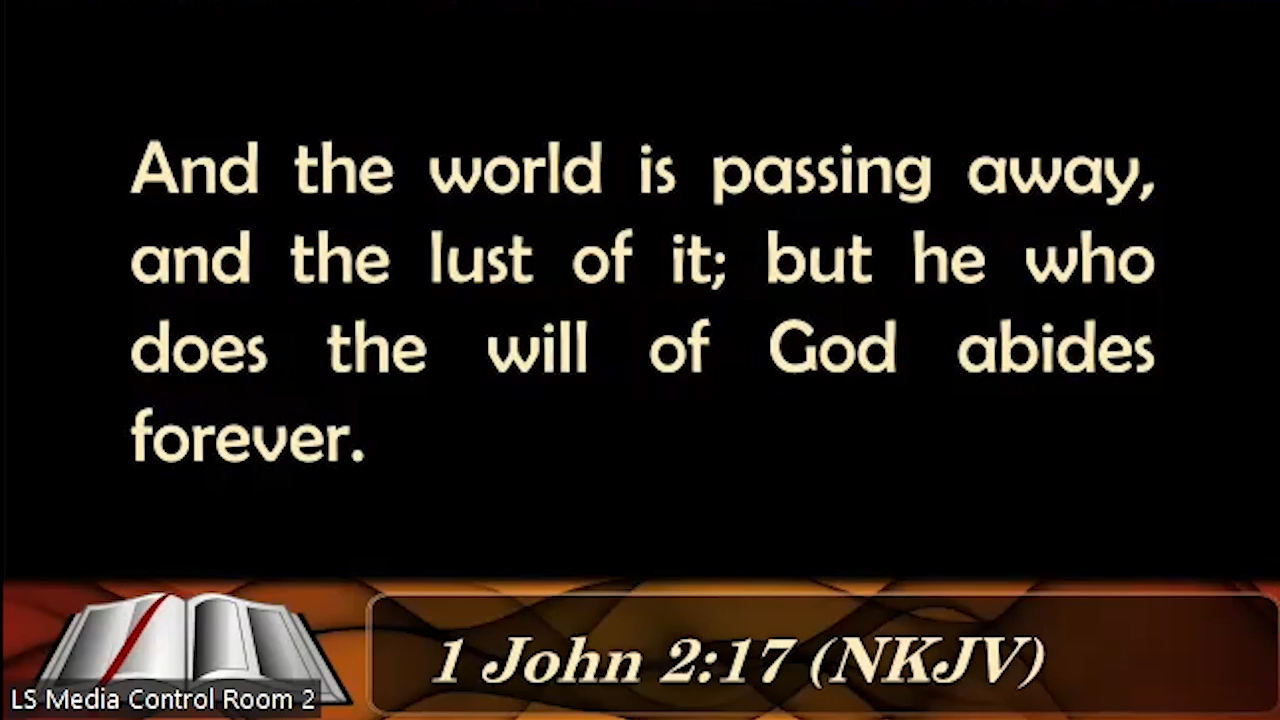 And the world is passing away,
and the lust of it; but he who
does the will of God abides
forever.
1 John 2:17 (NKJV)
LS Media Control Room 2